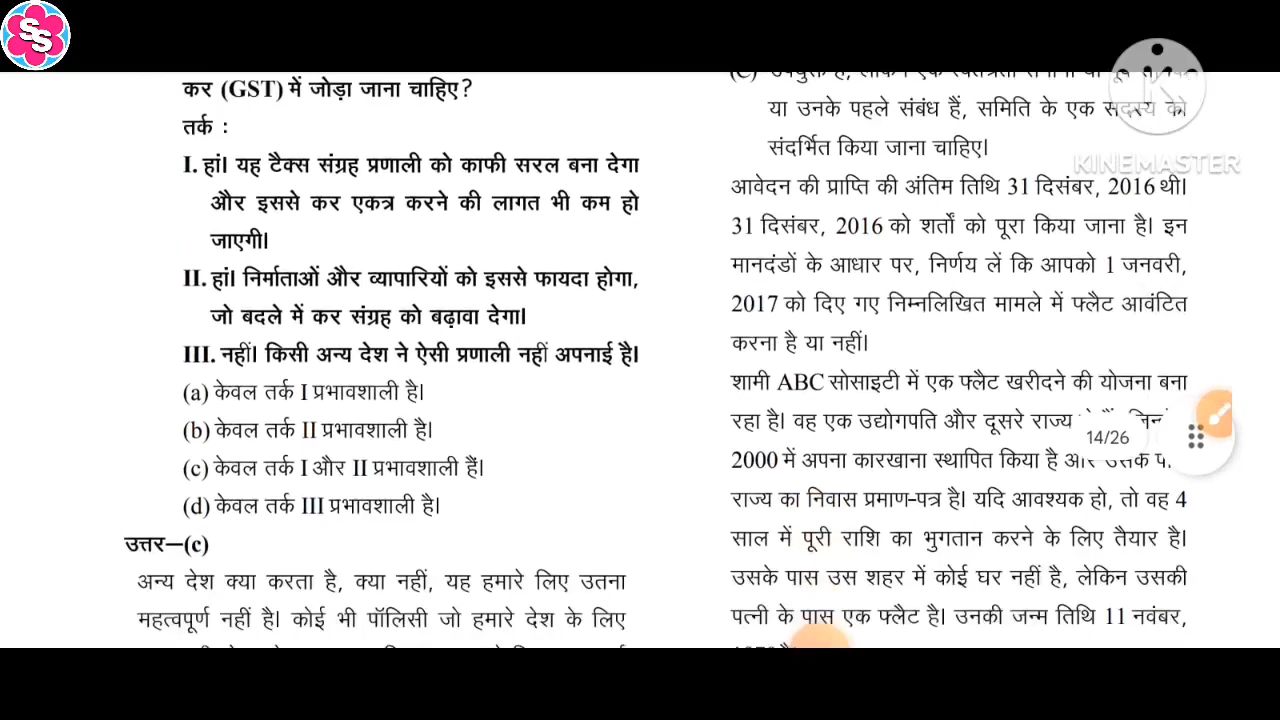 SS
कर (GST) में जोड़ा जाना चाहिए?
तर्क :
I. हां। यह टैक्स संग्रह प्रणाली को काफी सरल बना देगा
और इससे कर एकत्र करने की लागत भी कम हो
जाएगी।
II. हां। निर्माताओं और व्यापारियों को इससे फायदा होगा,
जो बदले में कर संग्रह को बढ़ावा देगा।
III. नहीं। किसी अन्य देश ने ऐसी प्रणाली नहीं अपनाई है।
(a) केवल तर्क I प्रभावशाली है।
(b) केवल तर्क II प्रभावशाली है।
(c) केवल तर्क I और II प्रभावशाली हैं।
(d) केवल तर्क III प्रभावशाली है।
उत्तर—(c)
अन्य देश क्या करता है, क्या नहीं, यह हमारे लिए उतना
महत्वपूर्ण नहीं है। कोई भी पॉलिसी जो हमारे देश के लिए
या उनके पहले संबंध हैं, समिति के एक सदस्य को
संदर्भित किया जाना चाहिए।
आवेदन की प्राप्ति की अंतिम तिथि 31 दिसंबर, 2016 थी।
31 दिसंबर, 2016 को शर्तों को पूरा किया जाना है। इन
मानदंडों के आधार पर, निर्णय लें कि आपको 1 जनवरी,
2017 को दिए गए निम्नलिखित मामले में फ्लैट आवंटित
करना है या नहीं।
शामी ABC सोसाइटी में एक फ्लैट खरीदने की योजना बना
रहा है। वह एक उद्योगपति और दूसरे राज्य
2000 में अपना कारखाना स्थापित किया है और उसके
राज्य का निवास प्रमाण-पत्र है। यदि आवश्यक हो, तो वह 4
साल में पूरी राशि का भुगतान करने के लिए तैयार है।
उसके पास उस शहर में कोई घर नहीं है, लेकिन उसकी
पत्नी के पास एक फ्लैट है। उनकी जन्म तिथि 11 नवंबर,
KINEMASTER
14/26